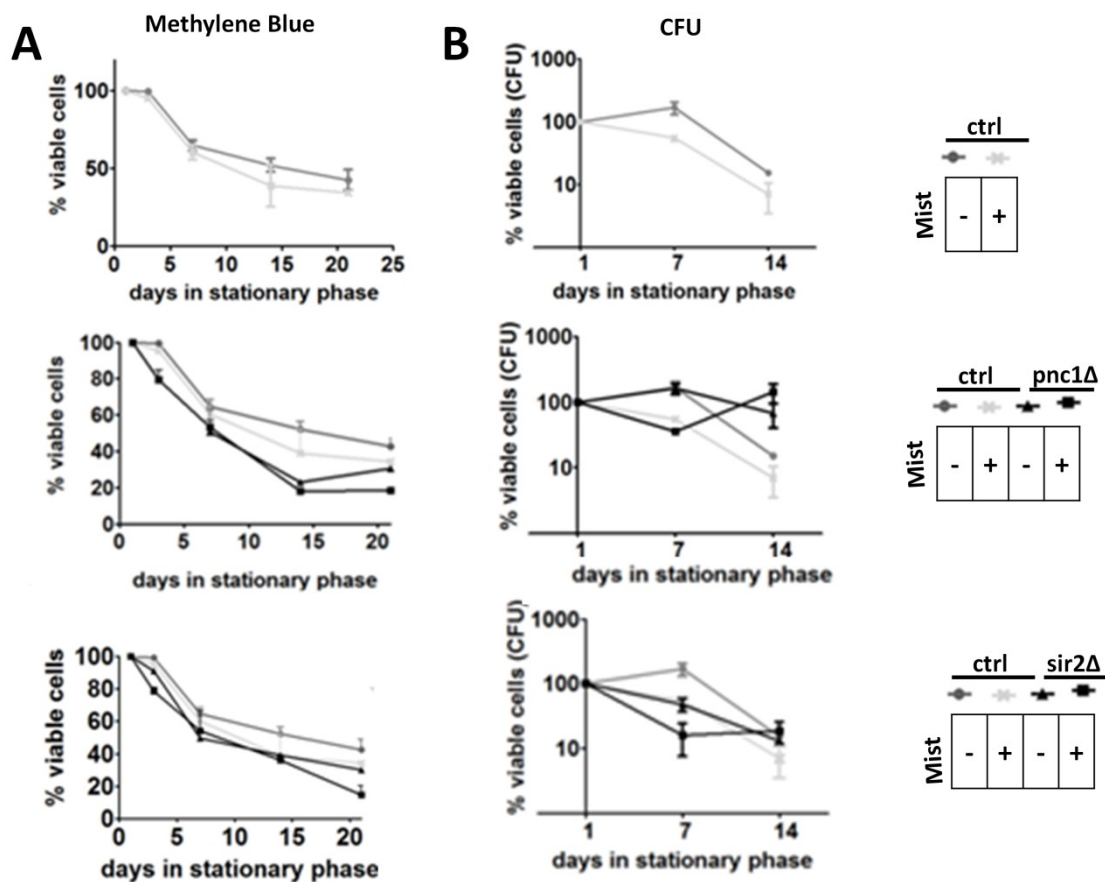 A
Methylene Blue
% viable cells
100
50
0
0 5 10 15 20 25
days in stationary phase
B
CFU
% viable cells (CFU)
1000
100
10
1 7 14
days in stationary phase
ctrl
Mist
- +
% viable cells
100
80
60
40
20
0
0 5 10 15 20
days in stationary phase
% viable cells (CFU)
1000
100
10
1 7 14
days in stationary phase
ctrl pnc1Δ
Mist
- + - +
% viable cells
100
80
60
40
20
0
0 5 10 15 20
days in stationary phase
% viable cells (CFU)
1000
100
10
1 7 14
days in stationary phase
ctrl sir2Δ
Mist
- + - +